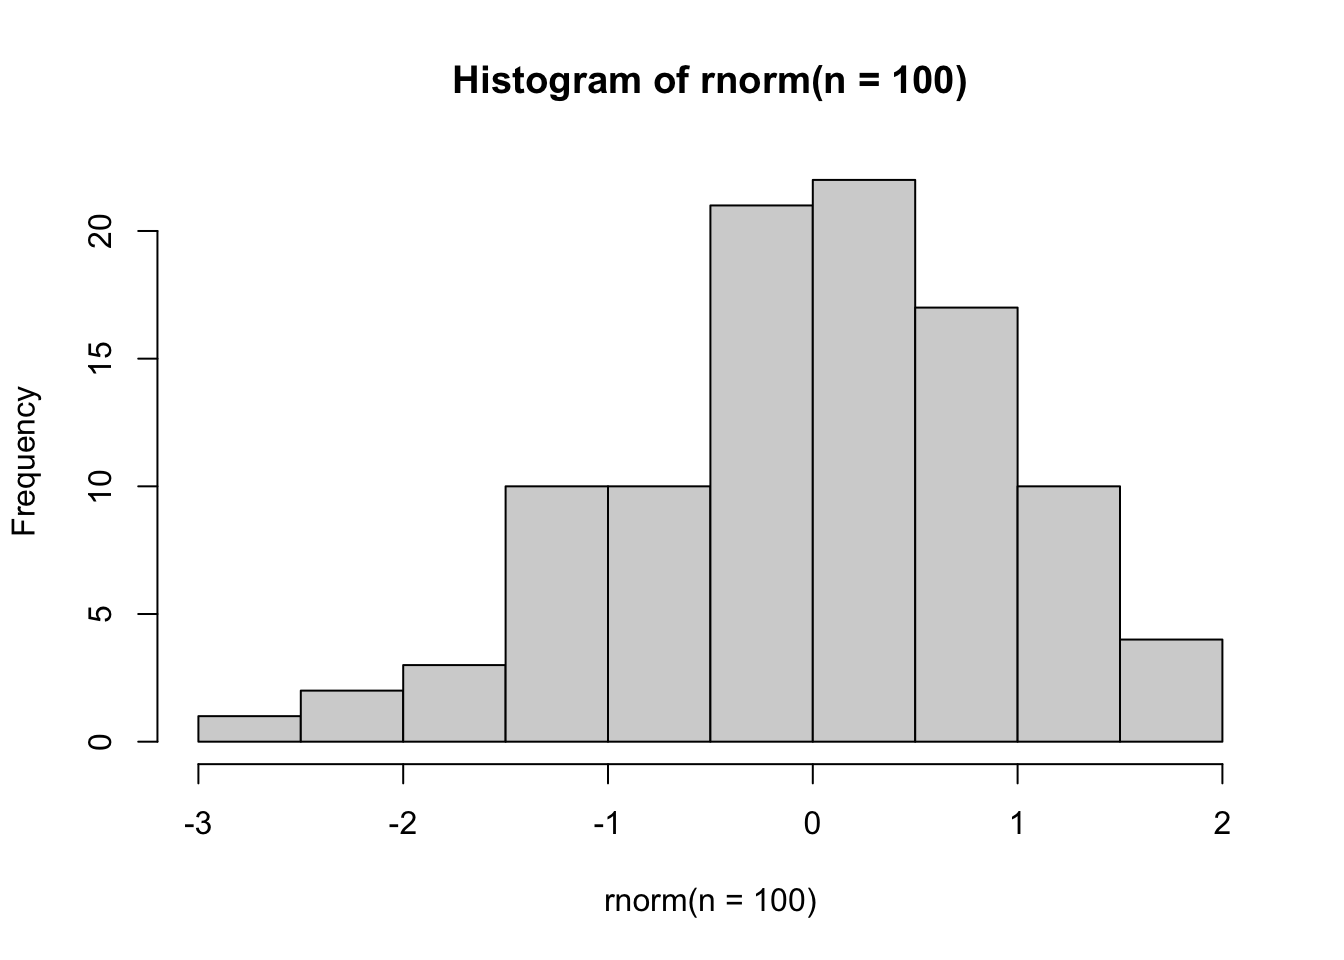 Histogram of rnorm(n = 100)
Frequency
20
15
10
5
0
-3 -2 -1 0 1 2
rnorm(n = 100)